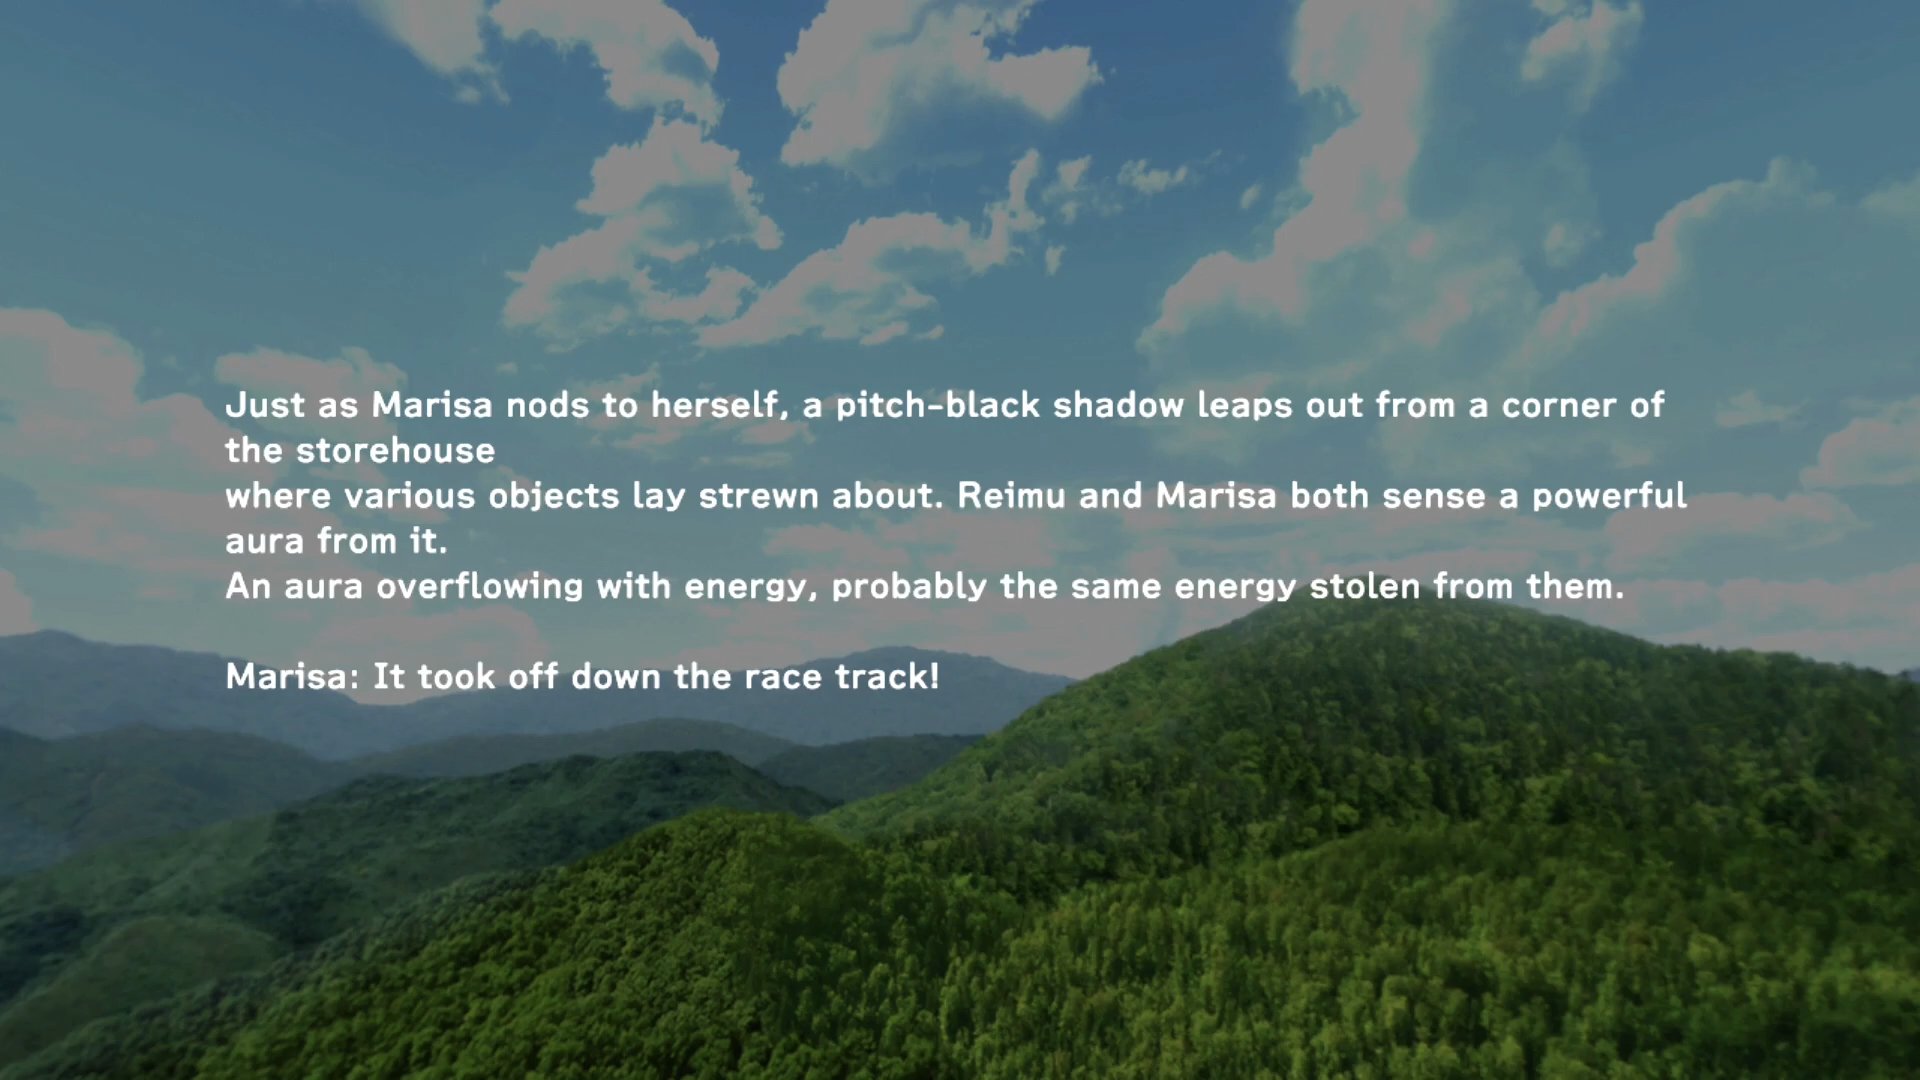 Just as Marisa nods to herself, a pitch-black shadow leaps out from a corner of
the storehouse
where various objects lay strewn about. Reimu and Marisa both sense a powerful
aura from it.
An aura overflowing with energy, probably the same energy stolen from them.
Marisa: It took off down the race track!